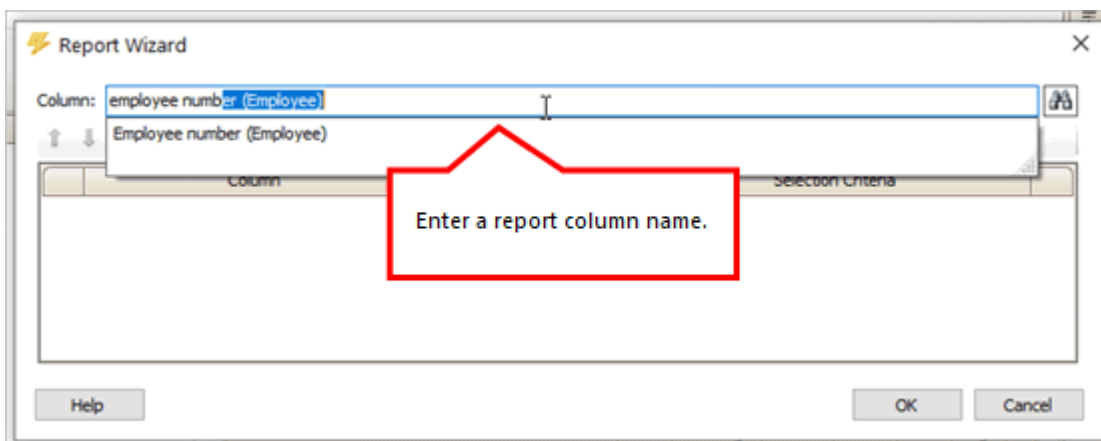 Report Wizard
Column: employee number (Employee)
Employee number (Employee)
Column Selection Criteria
Enter a report column name.
Help OK Cancel